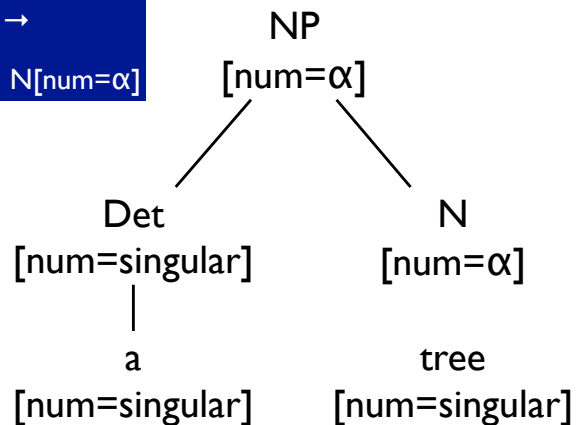 →
N[num=α]
NP
[num=α]
Det
[num=singular]
N
[num=α]
a
[num=singular]
tree
[num=singular]